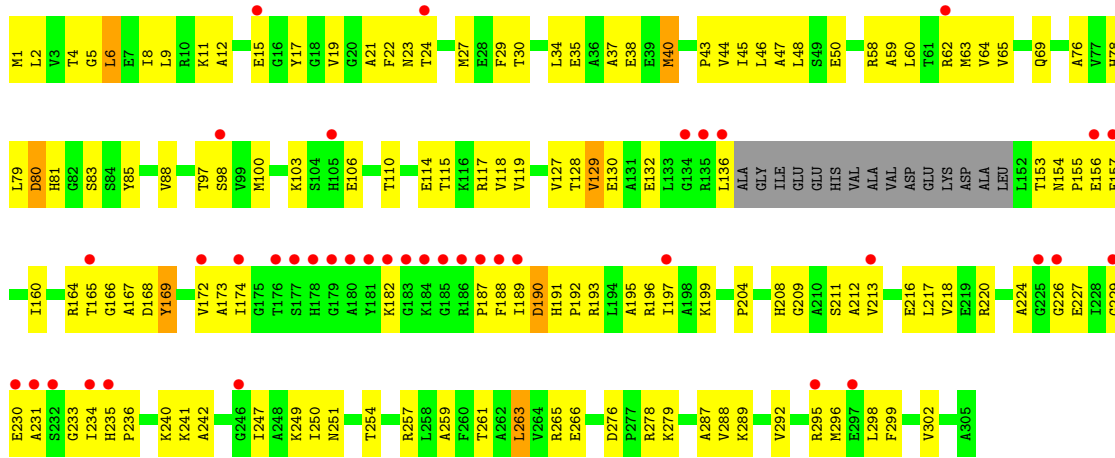 M1 L2 V3 T4 G5 L6 E7 I8 L9 R10 K11 A12 E15 G16 Y17 G18 V19 G20 A21 F22 N23 T24 M27 E28 F29 T30 L34 E35 A36 A37 E38 E39 M40 P43 V44 I45 L46 A47 L48 S49 E50 R58 A59 L60 T61 R62 M63 V64 V65 Q69 A76 V77 H78
L79 D80 H81 G82 S83 S84 Y85 V88 T97 S98 V99 M100 K103 S104 H105 E106 T110 E114 T115 K116 R117 V118 V119 V127 T128 V129 E130 A131 E132 L133 G134 R135 L136 ALA GLY ILE GLU GLU HIS VAL ALA VAL ASP GLU LYS ASP ALA LEU L152 T153 N154 P155 E156 E157
I160 R164 T165 G166 A167 D168 Y169 V172 A173 I174 G175 T176 S177 H178 G179 A180 Y181 K182 G183 K184 G185 R186 P187 F188 I189 D190 H191 P192 R193 L194 A195 R196 I197 A198 K199 P204 H208 G209 A210 S211 A212 V213 E216 L217 V218 E219 R220 A224 G225 G226 E227 I228 G229
E230 A231 S232 G233 I234 H235 P236 K240 K241 A242 G246 I247 A248 K249 I250 N251 T254 R257 L258 A259 F260 T261 A262 L263 V264 R265 E266 D276 P277 R278 K279 A287 V288 K289 V292 R295 M296 E297 L298 F299 V302 A305